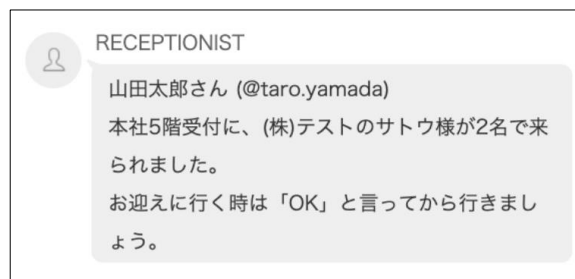 RECEPTIONIST
山田太郎さん (@taro.yamada)
本社5階受付に、(株)テストのサトウ様が2名で来
られました。
お迎えに行く時は「OK」と言ってから行きまし
ょう。